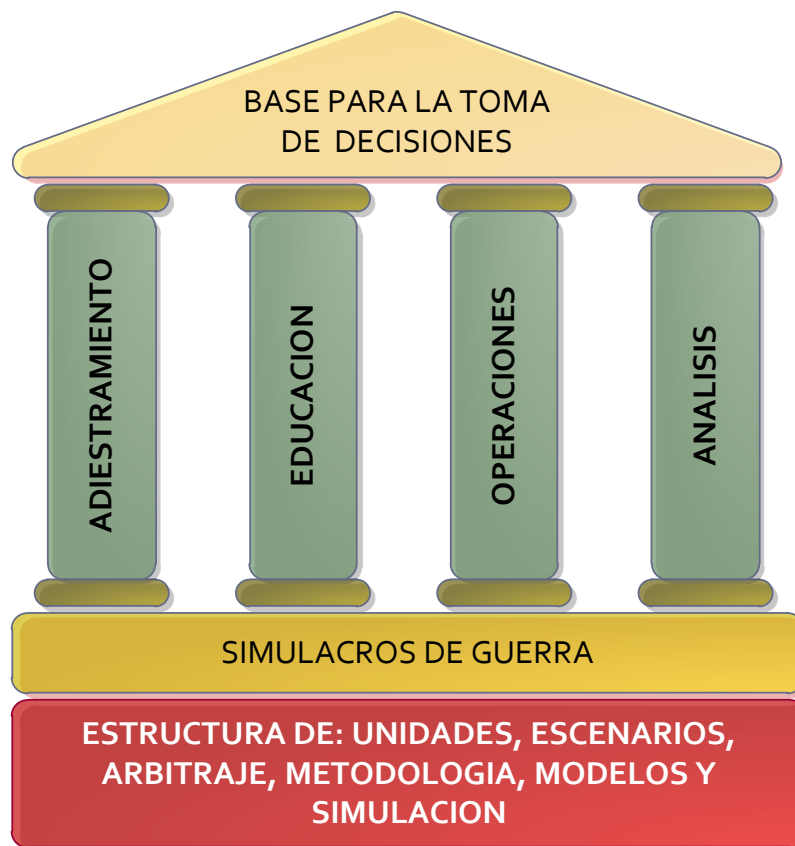 BASE PARA LA TOMA
DE DECISIONES
ADIESTRAMIENTO
EDUCACION
OPERACIONES
ANALISIS
SIMULACROS DE GUERRA
ESTRUCTURA DE: UNIDADES, ESCENARIOS,
ARBITRAJE, METODOLOGIA, MODELOS Y
SIMULACION